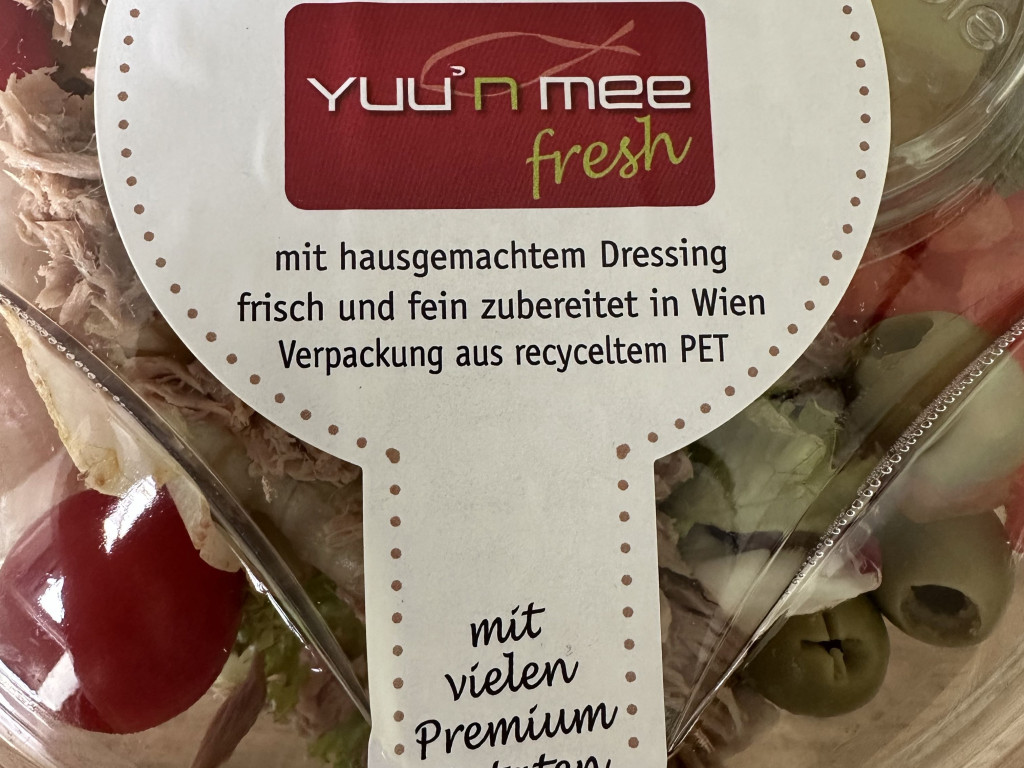 YUU'n mee
fresh
mit hausgemachtem Dressing
frisch und fein zubereitet in Wien
Verpackung aus recyceltem PET
mit
vielen
Premium